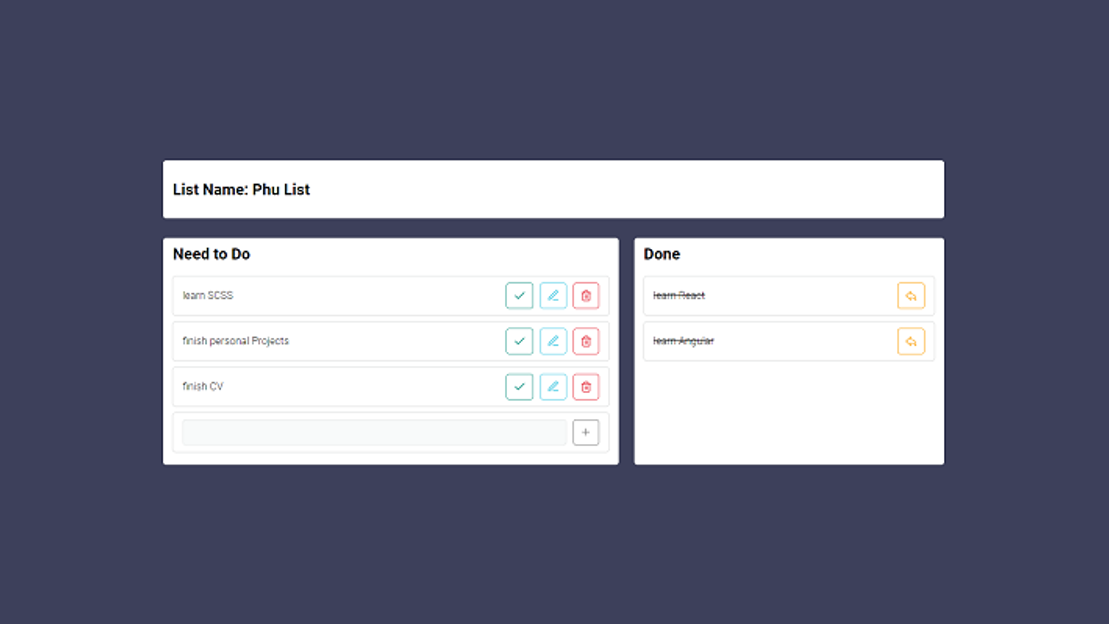 List Name: Phu List
Need to Do
learn SCSS
finish personal Projects
finish CV
Done
learn React
learn Angular